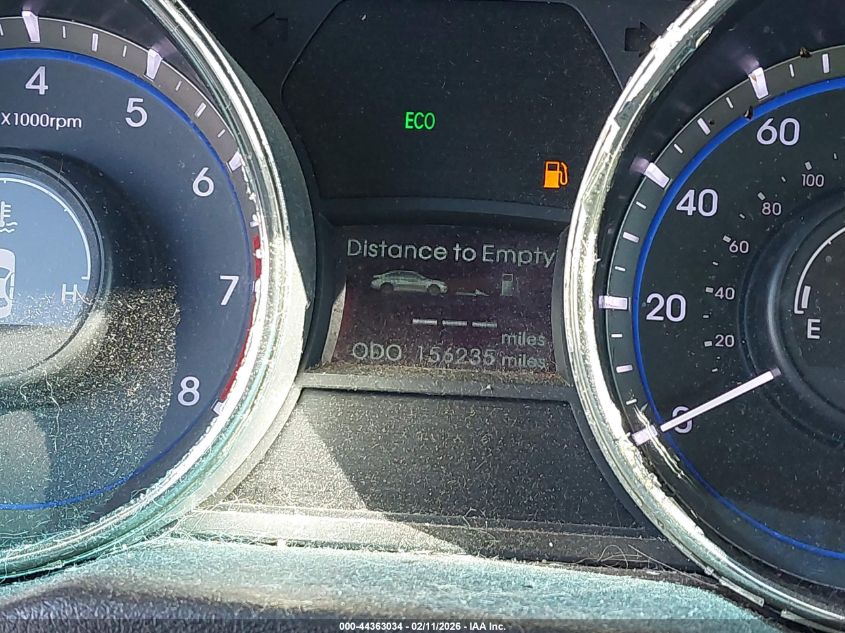 4
5
X1000rpm
6
7
8
H
ECO
Distance to Empty
--- miles
ODO 156235 miles
60
40
20
0
100
80
60
40
20
E
000-44363034 - 02/11/2026 - IAA Inc.